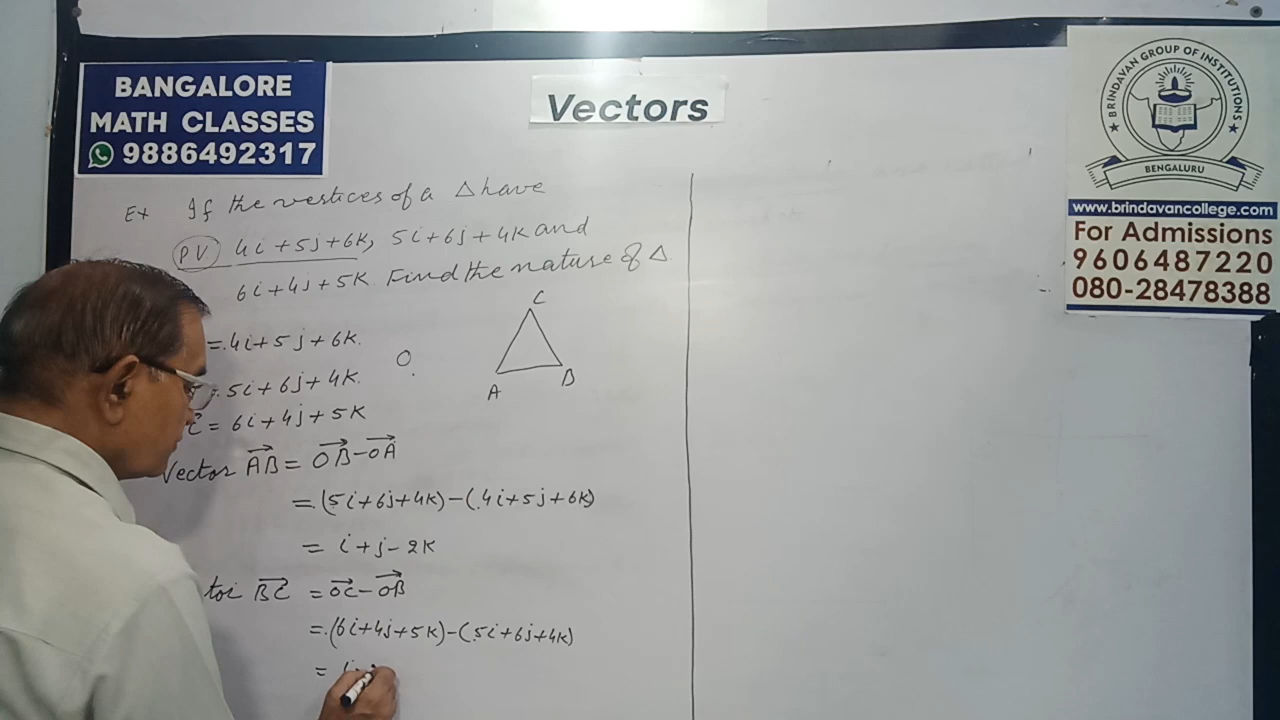 BANGALORE
MATH CLASSES
9886492317
Vectors
BRINDAVAN GROUP OF INSTITUTIONS
BENGALURU
www.brindavancollege.com
For Admissions
9606487220
080-28478388
Ex If the vertices of a △ have
(PV) 4i+5j+6k, 5i+6j+4k and
6i+4j+5k. Find the nature of △.
=4i+5j+6k.
=5i+6j+4k.
= 6i+4j+5k
O
C
A
B
Vector AB = OB-OA
=(5i+6j+4k)-(4i+5j+6k)
= i+j-2k
BC = OC-OB
=(6i+4j+5k)-(5i+6j+4k)
= i-